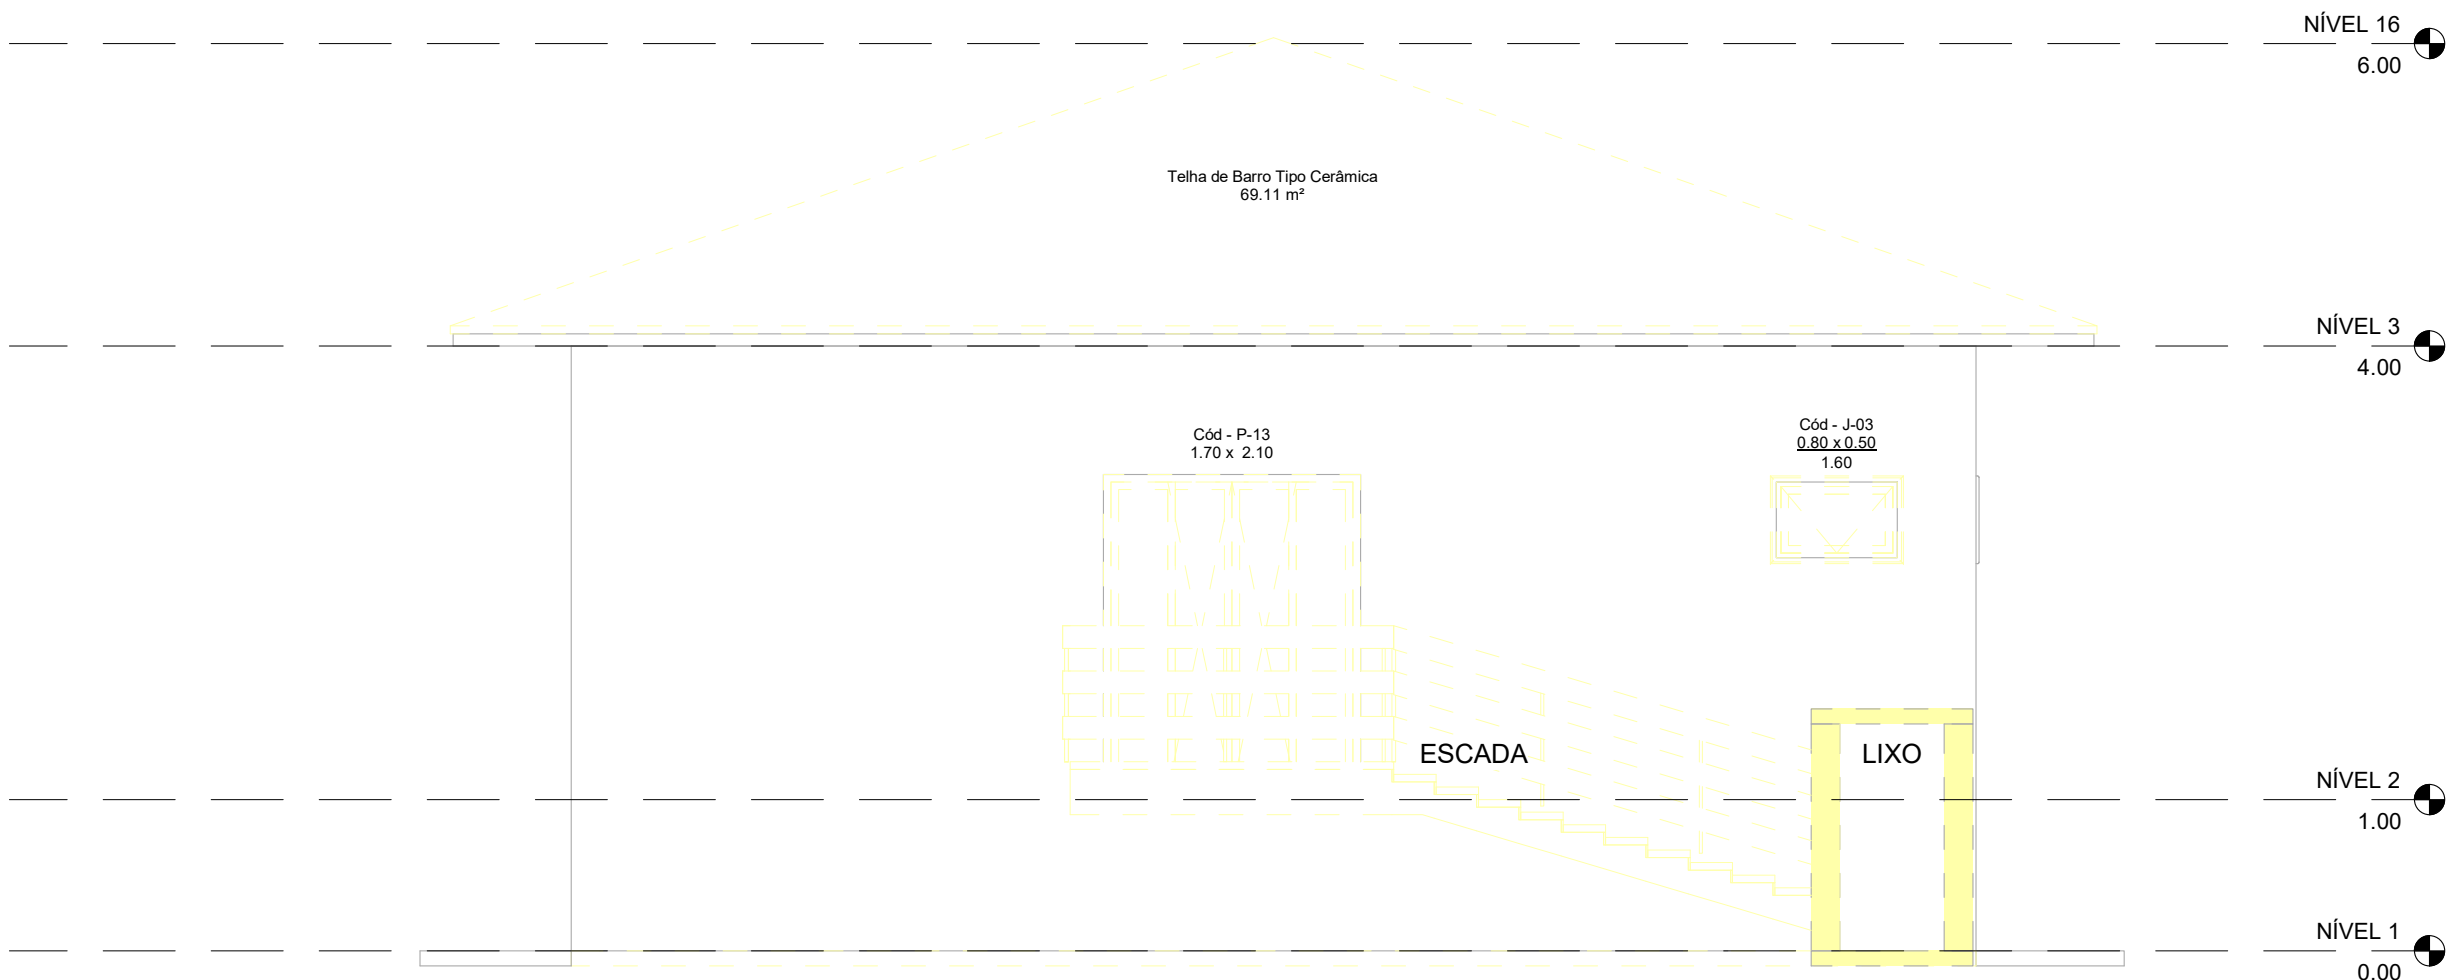 NÍVEL 16
6.00
Telha de Barro Tipo Cerâmica
69.11 m²
NÍVEL 3
4.00
Cód - P-13
1.70 x 2.10
Cód - J-03
0.80 x 0.50
1.60
ESCADA
LIXO
NÍVEL 2
1.00
NÍVEL 1
0.00